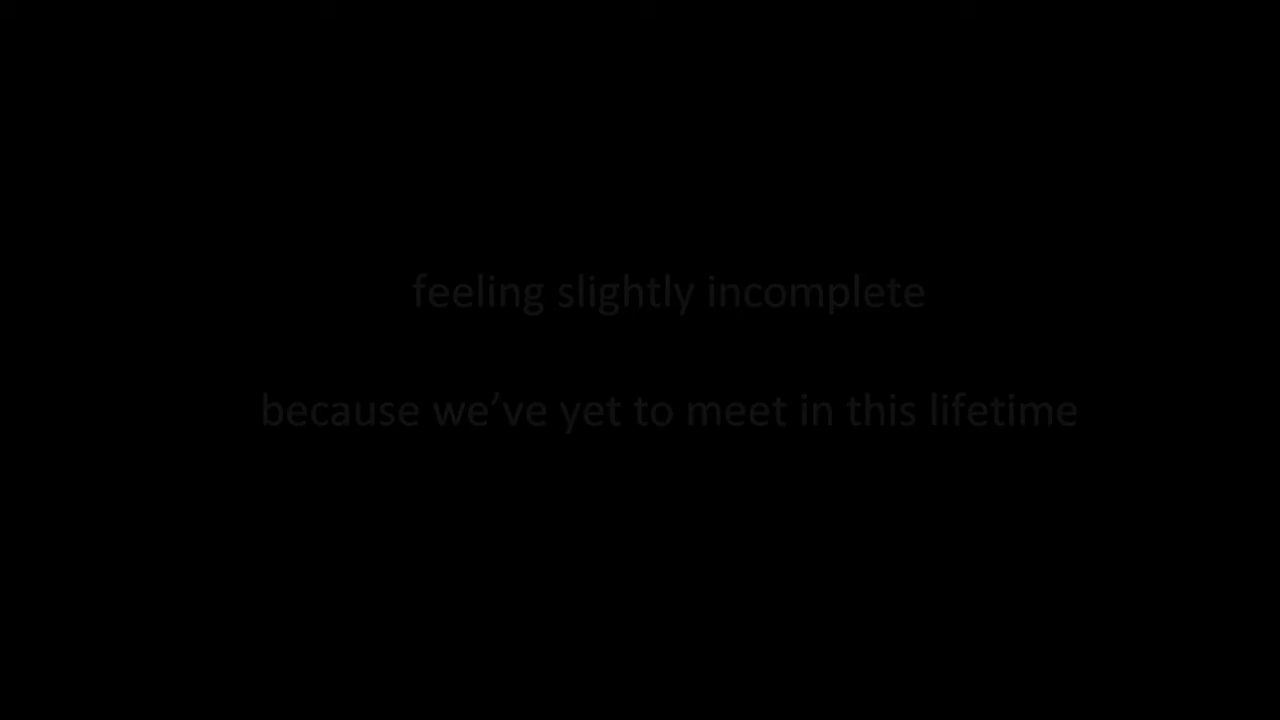 feeling slightly incomplete
because we’ve yet to meet in this lifetime